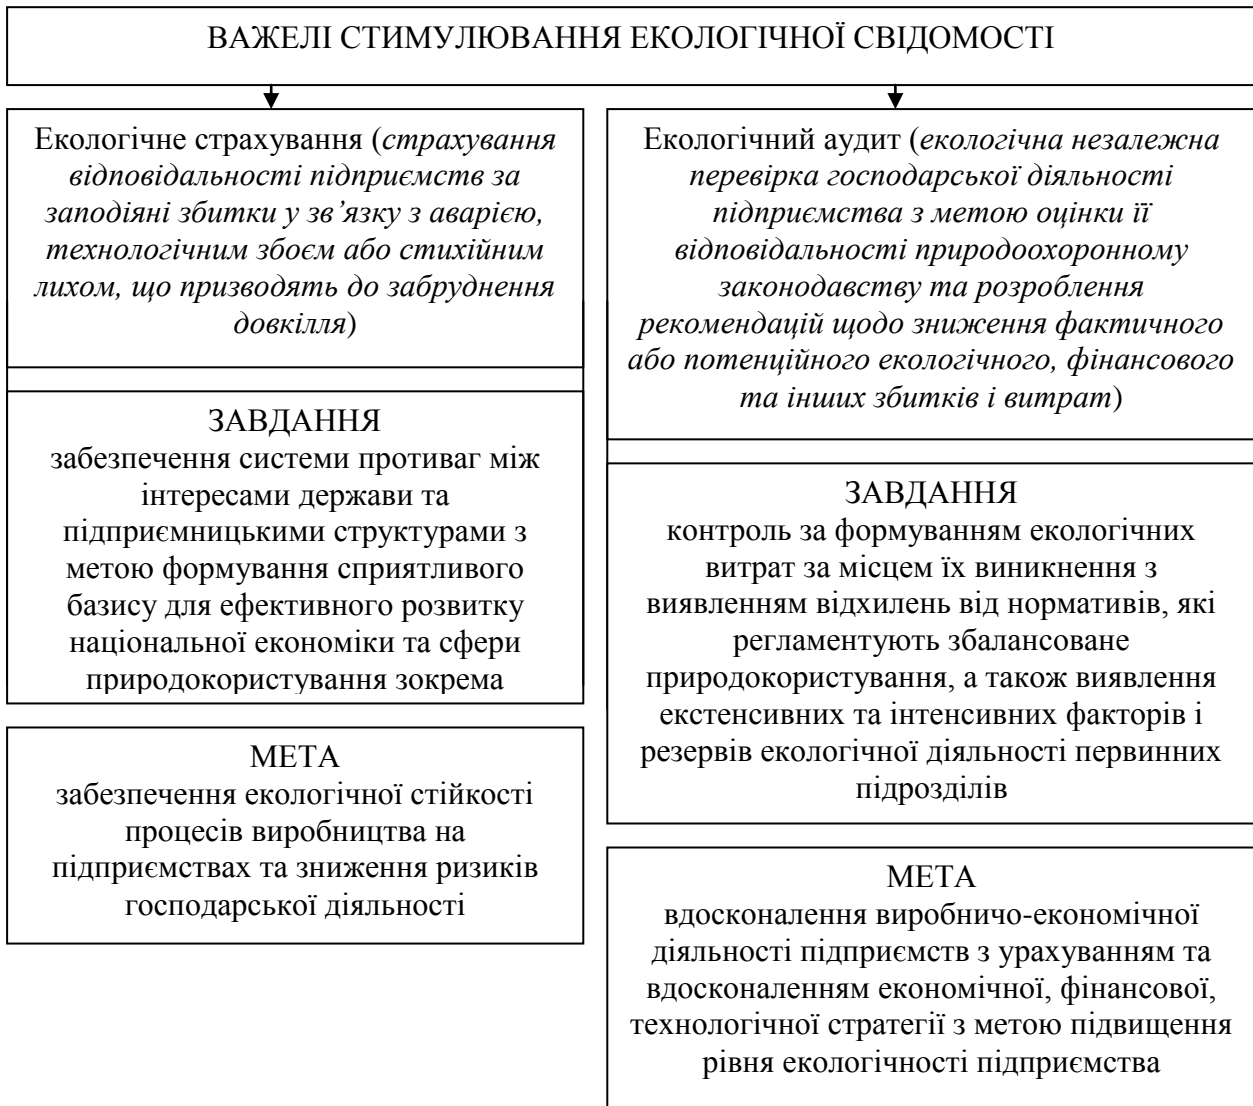 ВАЖЕЛІ СТИМУЛЮВАННЯ ЕКОЛОГІЧНОЇ СВІДОМОСТІ
Екологічне страхування (страхування
відповідальності підприємств за
заподіяні збитки у зв’язку з аварією,
технологічним збоєм або стихійним
лихом, що призводять до забруднення
довкілля)
ЗАВДАННЯ
забезпечення системи противаг між
інтересами держави та
підприємницькими структурами з
метою формування сприятливого
базису для ефективного розвитку
національної економіки та сфери
природокористування зокрема
МЕТА
забезпечення екологічної стійкості
процесів виробництва на
підприємствах та зниження ризиків
господарської діяльності
Екологічний аудит (екологічна незалежна
перевірка господарської діяльності
підприємства з метою оцінки її
відповідальності природоохоронному
законодавству та розроблення
рекомендацій щодо зниження фактичного
або потенційного екологічного, фінансового
та інших збитків і витрат)
ЗАВДАННЯ
контроль за формуванням екологічних
витрат за місцем їх виникнення з
виявленням відхилень від нормативів, які
регламентують збалансоване
природокористування, а також виявлення
екстенсивних та інтенсивних факторів і
резервів екологічної діяльності первинних
підрозділів
МЕТА
вдосконалення виробничо-економічної
діяльності підприємств з урахуванням та
вдосконаленням економічної, фінансової,
технологічної стратегії з метою підвищення
рівня екологічності підприємства